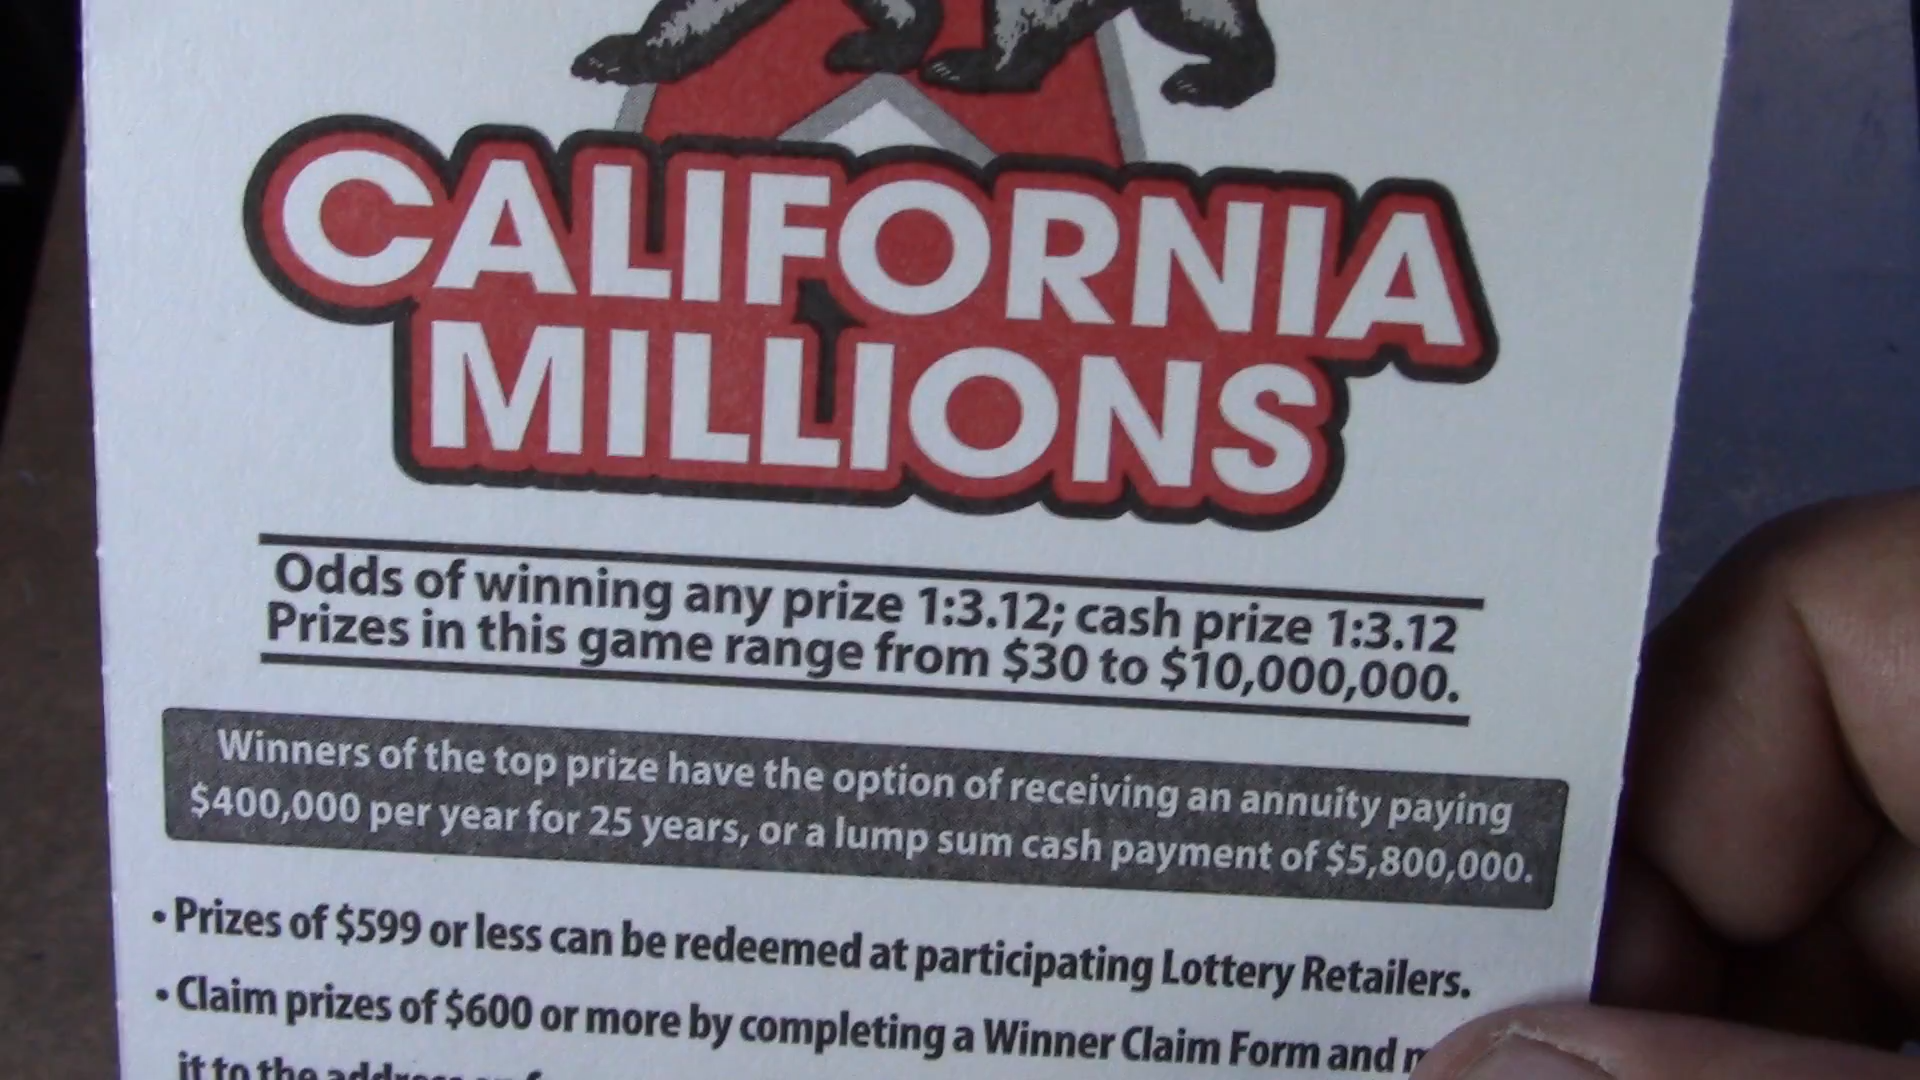 CALIFORNIA
MILLIONS
Odds of winning any prize 1:3.12; cash prize 1:3.12
Prizes in this game range from $30 to $10,000,000.
Winners of the top prize have the option of receiving an annuity paying
$400,000 per year for 25 years, or a lump sum cash payment of $5,800,000.
• Prizes of $599 or less can be redeemed at participating Lottery Retailers.
• Claim prizes of $600 or more by completing a Winner Claim Form and
it to the address